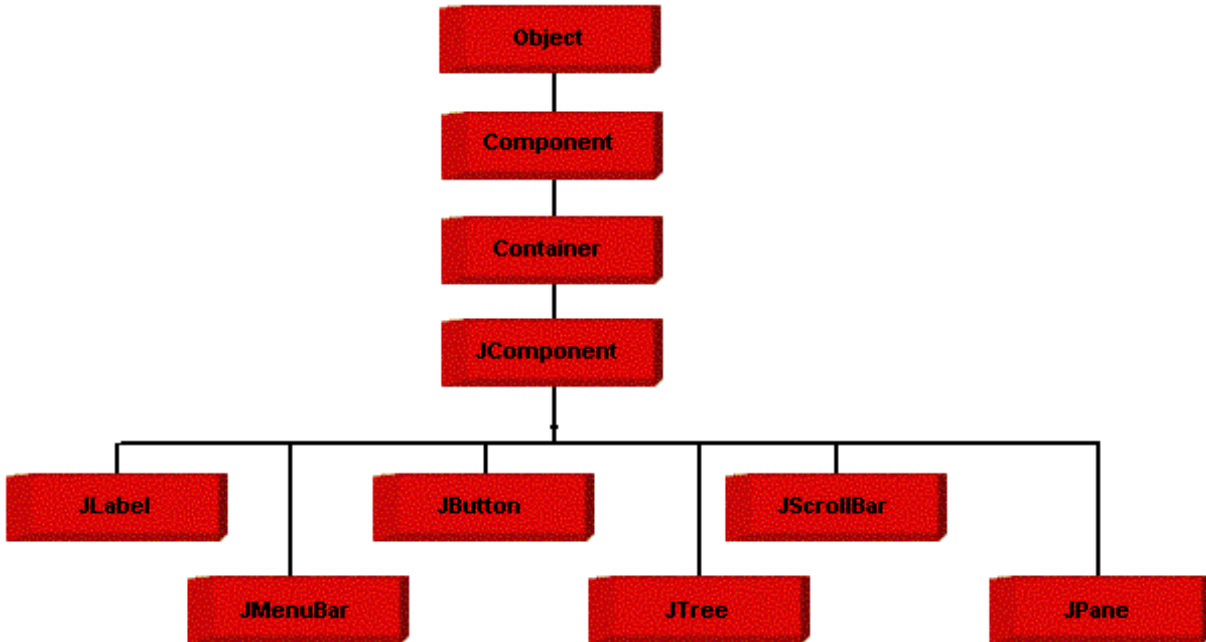 Object
Component
Container
JComponent
JLabel
JButton
JScrollBar
JMenuBar
JTree
JPane